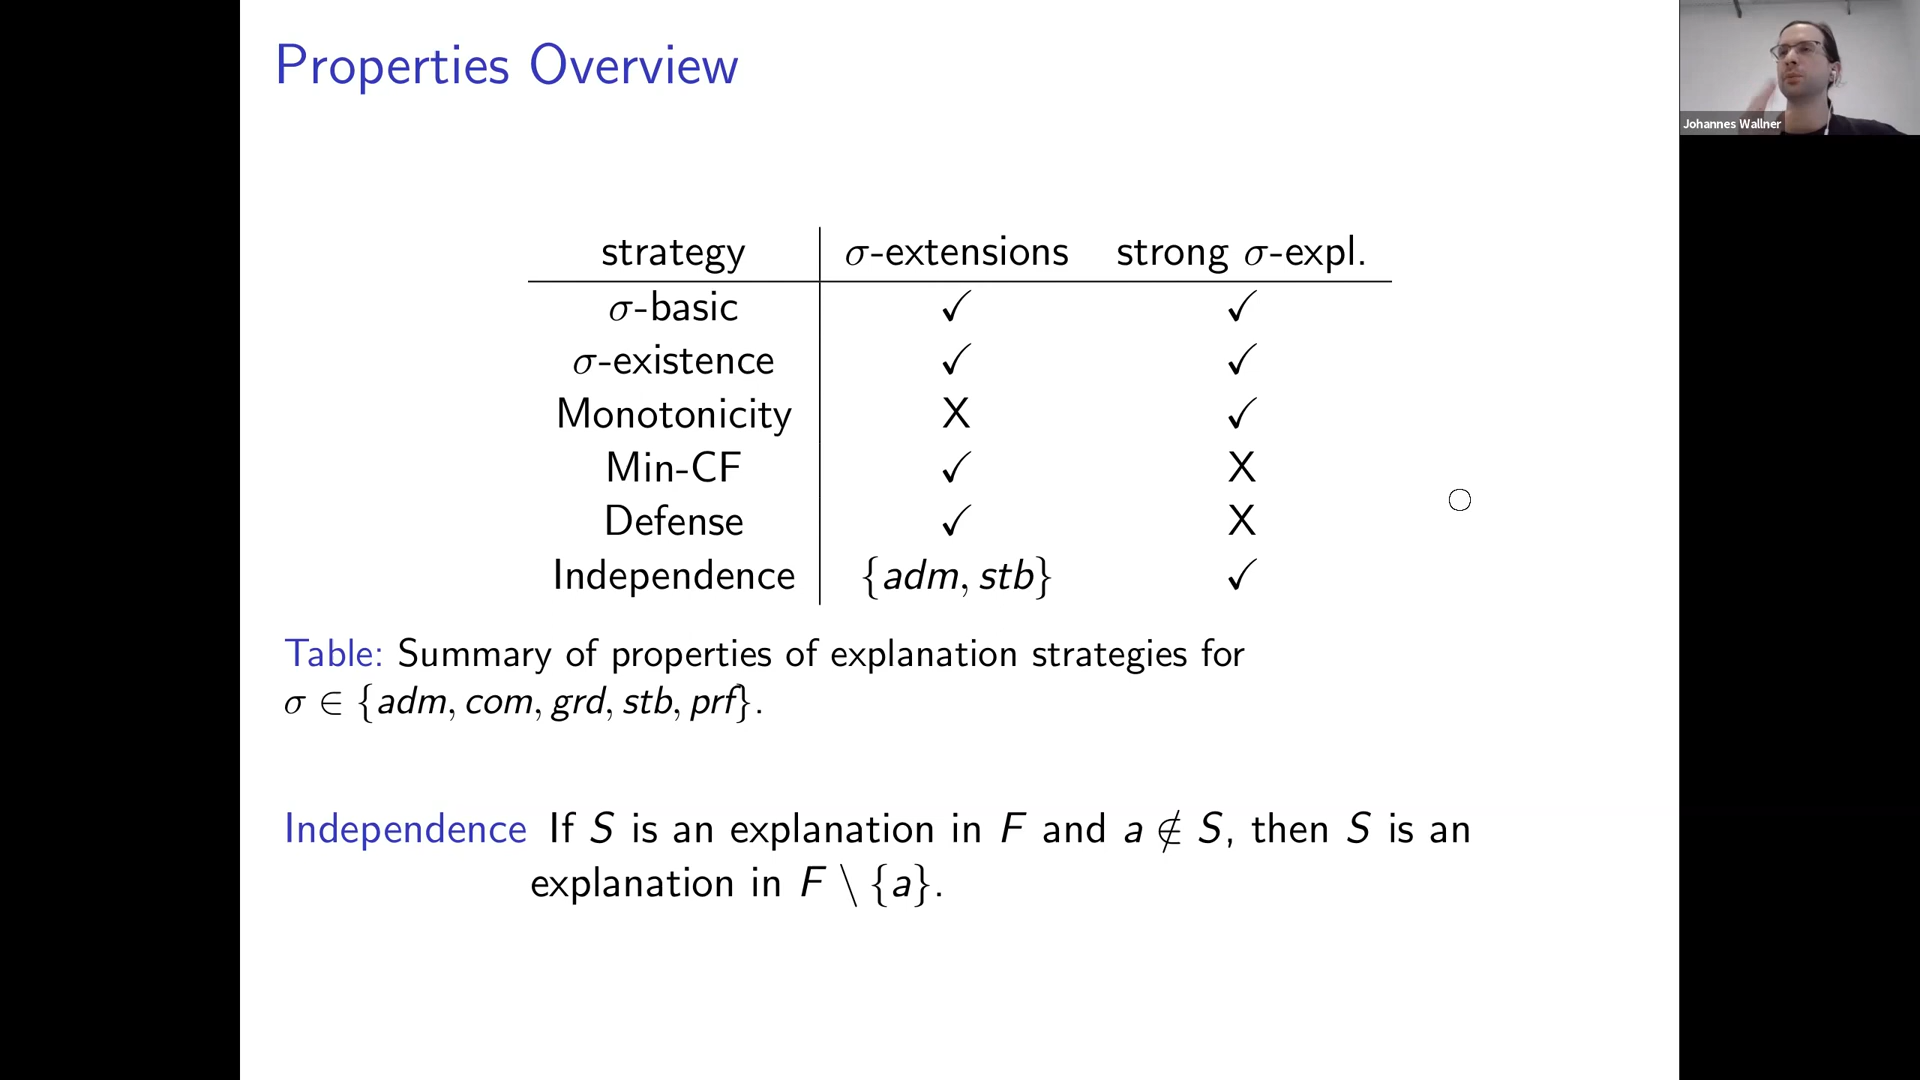 Properties Overview
Johannes Wallner
strategy σ-extensions strong σ-expl.
σ-basic ✓ ✓
σ-existence ✓ ✓
Monotonicity X ✓
Min-CF ✓ X
Defense ✓ X
Independence {adm, stb} ✓
Table: Summary of properties of explanation strategies for
σ ∈ {adm, com, grd, stb, prf}.
Independence If S is an explanation in F and a ∉ S, then S is an
explanation in F \ {a}.